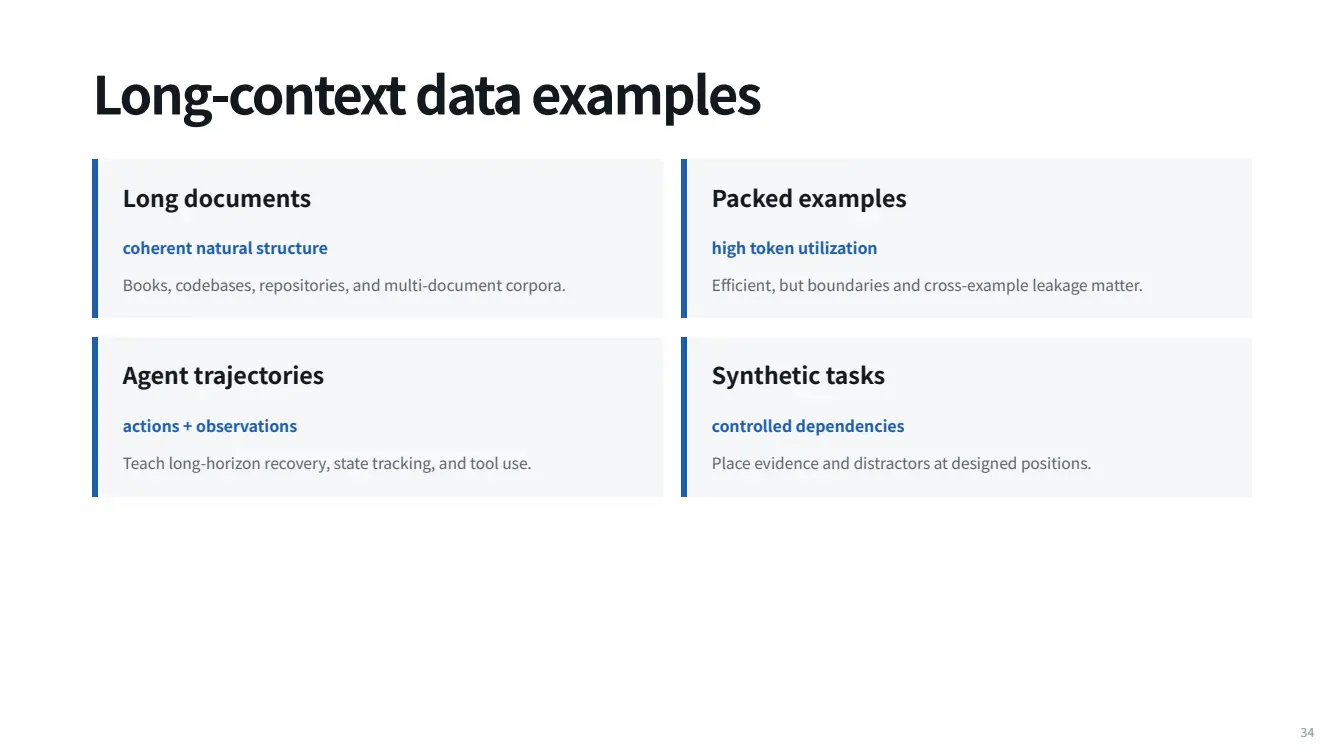 Long-context data examples
Long documents
coherent natural structure
Books, codebases, repositories, and multi-document corpora.
Packed examples
high token utilization
Efficient, but boundaries and cross-example leakage matter.
Agent trajectories
actions + observations
Teach long-horizon recovery, state tracking, and tool use.
Synthetic tasks
controlled dependencies
Place evidence and distractors at designed positions.
34